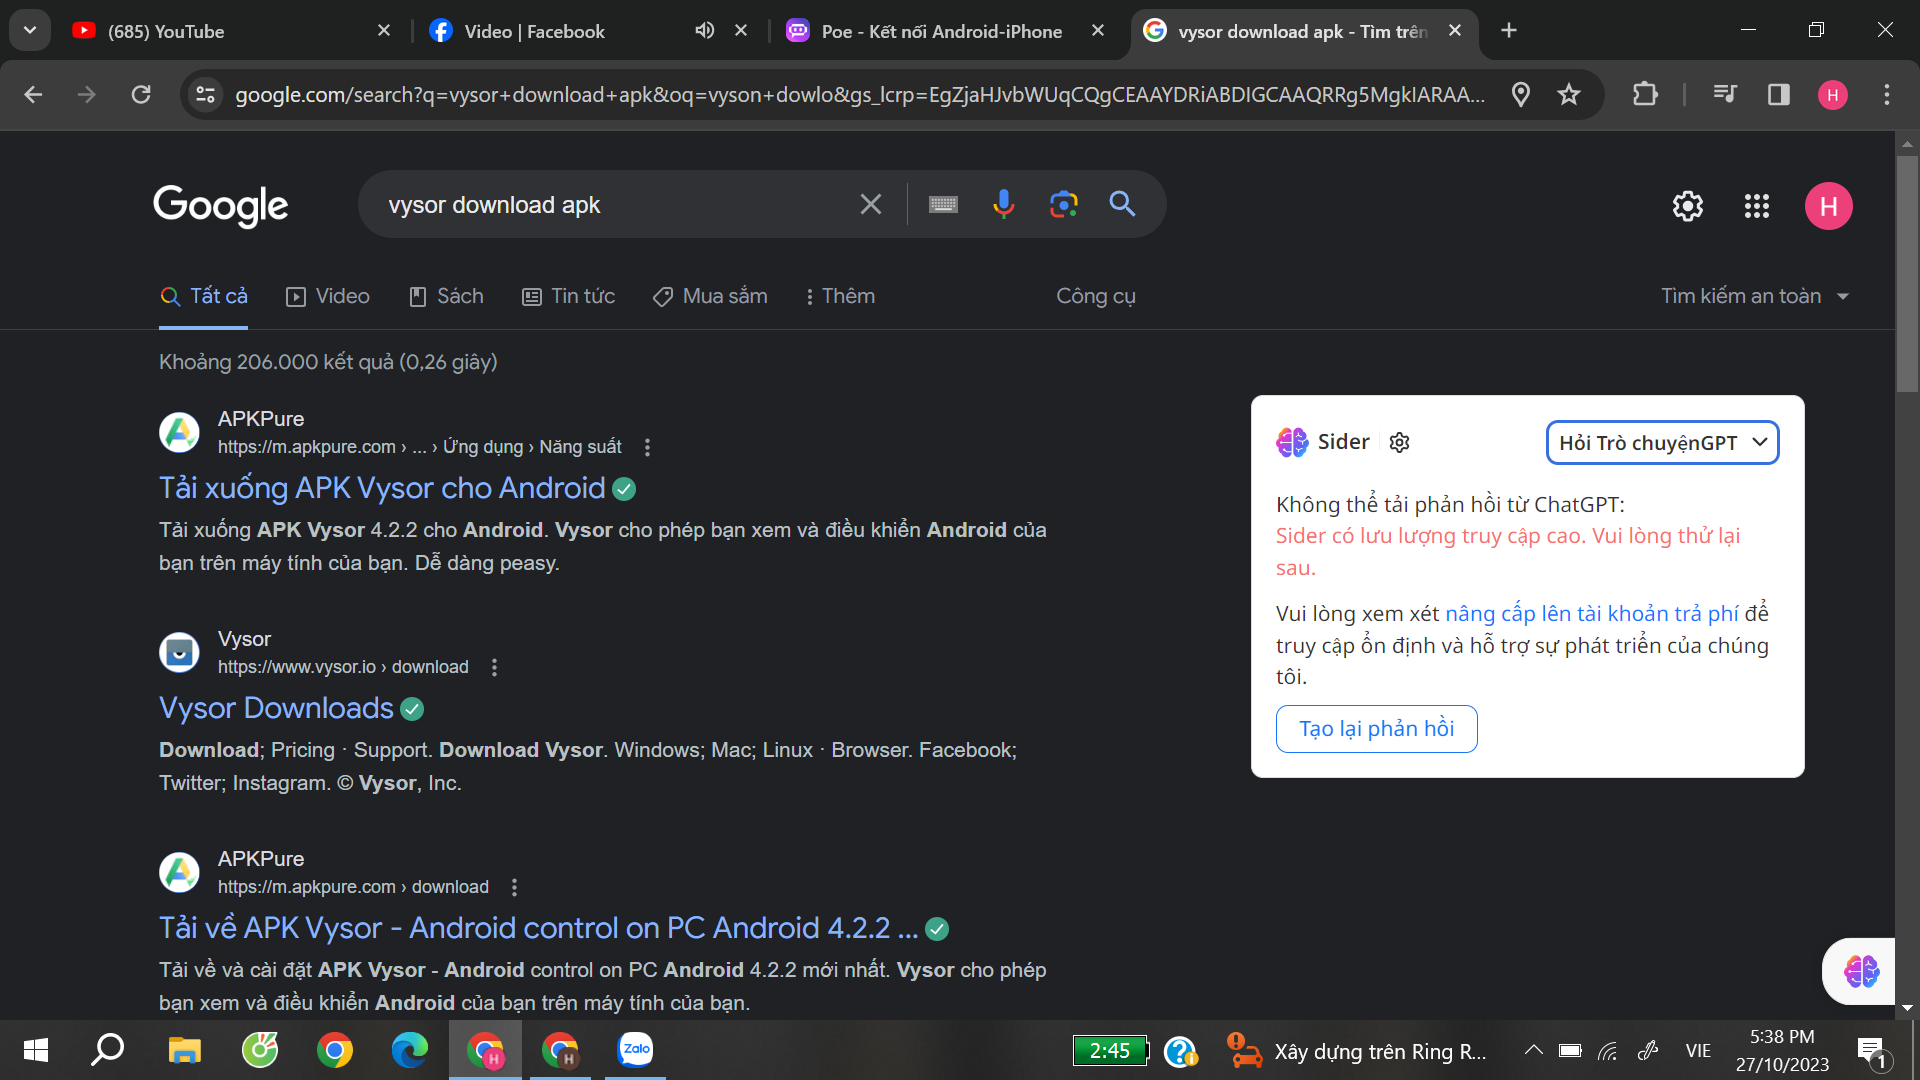 (685) YouTube
Video | Facebook
Poe - Kết nối Android-iPhone
vysor download apk - Tìm trên
google.com/search?q=vysor+download+apk&oq=vyson+dowlo&gs_lcrp=EgZjaHJvbWUqCQgCEAAYDRiABDIGCAAQRRg5MgkIARAA...
H
Google
vysor download apk
H
Tất cả
Video
Sách
Tin tức
Mua sắm
Thêm
Công cụ
Tìm kiếm an toàn
Khoảng 206.000 kết quả (0,26 giây)
APKPure
https://m.apkpure.com › ... › Ứng dụng › Năng suất
Tải xuống APK Vysor cho Android
Tải xuống APK Vysor 4.2.2 cho Android. Vysor cho phép bạn xem và điều khiển Android của
bạn trên máy tính của bạn. Dễ dàng peasy.
Vysor
https://www.vysor.io › download
Vysor Downloads
Download; Pricing · Support. Download Vysor. Windows; Mac; Linux · Browser. Facebook;
Twitter; Instagram. © Vysor, Inc.
APKPure
https://m.apkpure.com › download
Tải về APK Vysor - Android control on PC Android 4.2.2 ...
Tải về và cài đặt APK Vysor - Android control on PC Android 4.2.2 mới nhất. Vysor cho phép
bạn xem và điều khiển Android của bạn trên máy tính của bạn.
Sider
Hỏi Trò chuyệnGPT
Không thể tải phản hồi từ ChatGPT:
Sider có lưu lượng truy cập cao. Vui lòng thử lại
sau.
Vui lòng xem xét nâng cấp lên tài khoản trả phí để
truy cập ổn định và hỗ trợ sự phát triển của chúng
tôi.
Tạo lại phản hồi
H
H
Zalo
2:45
Xây dựng trên Ring R...
VIE
5:38 PM
27/10/2023
1